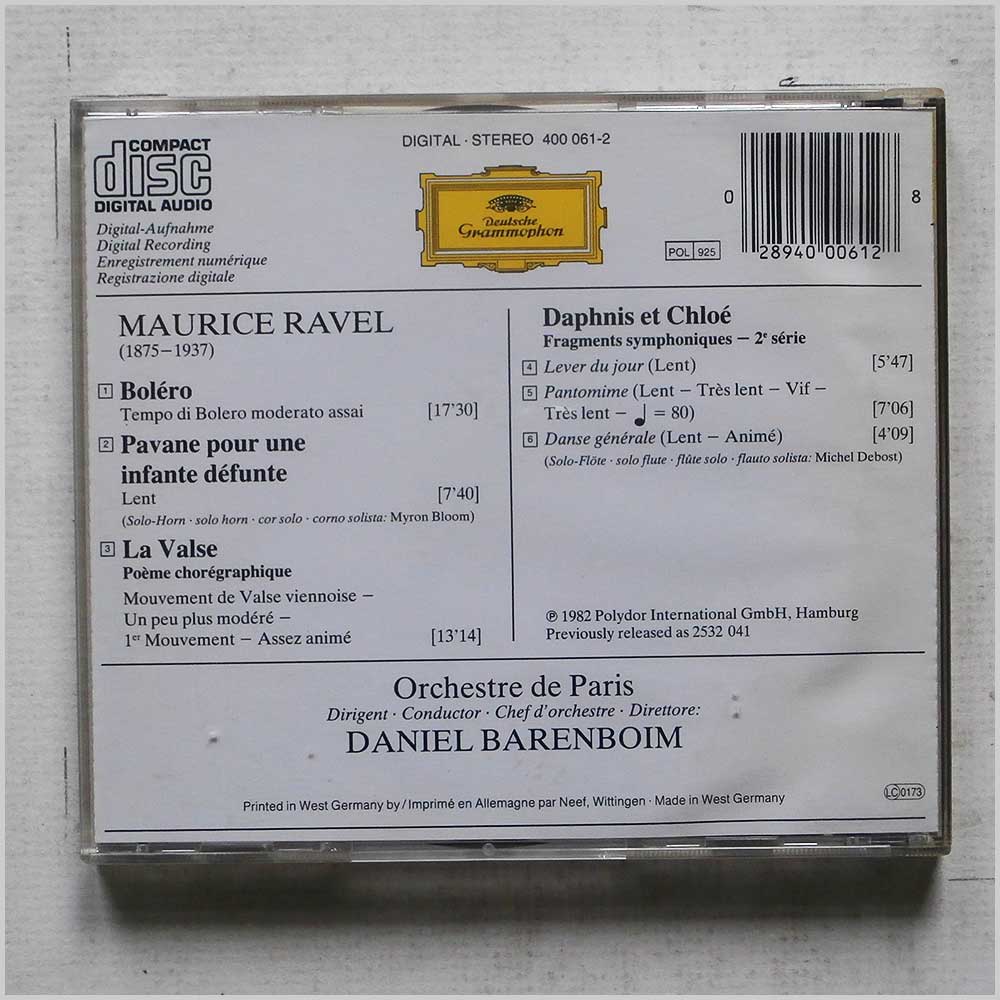 COMPACT
disc
DIGITAL AUDIO
Digital-Aufnahme
Digital Recording
Enregistrement numérique
Registrazione digitale
DIGITAL · STEREO 400 061-2
Deutsche
Grammophon
POL 925
0 28940 00612 8
MAURICE RAVEL
(1875–1937)
1 Boléro
Tempo di Bolero moderato assai [17'30]
2 Pavane pour une
infante défunte
Lent [7'40]
(Solo-Horn · solo horn · cor solo · corno solista: Myron Bloom)
3 La Valse
Poème chorégraphique
Mouvement de Valse viennoise –
Un peu plus modéré –
1er Mouvement – Assez animé [13'14]
Daphnis et Chloé
Fragments symphoniques – 2e série
4 Lever du jour (Lent) [5'47]
5 Pantomime (Lent – Très lent – Vif –
Très lent – ♩ = 80) [7'06]
6 Danse générale (Lent – Animé) [4'09]
(Solo-Flöte · solo flute · flûte solo · flauto solista: Michel Debost)
℗ 1982 Polydor International GmbH, Hamburg
Previously released as 2532 041
Orchestre de Paris
Dirigent · Conductor · Chef d'orchestre · Direttore:
DANIEL BARENBOIM
Printed in West Germany by/Imprimé en Allemagne par Neef, Wittingen · Made in West Germany
LC 0173